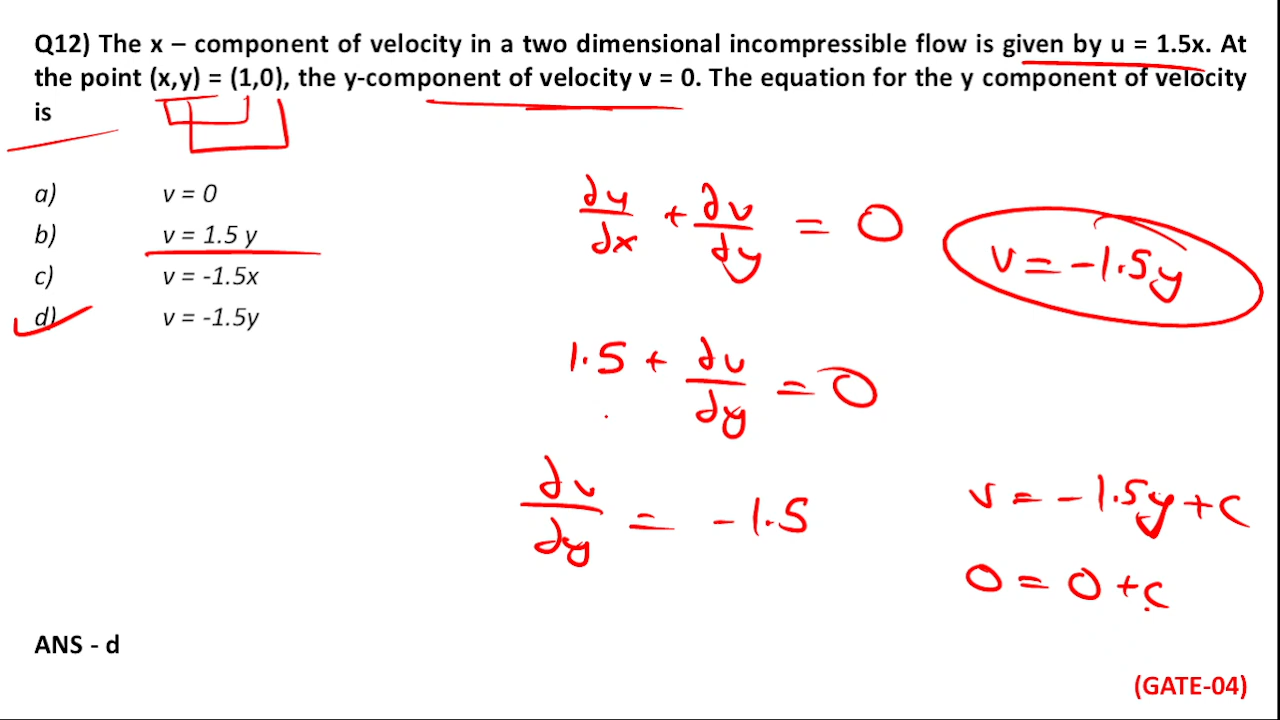 Q12) The x – component of velocity in a two dimensional incompressible flow is given by u = 1.5x. At
the point (x,y) = (1,0), the y-component of velocity v = 0. The equation for the y component of velocity
is
a) v = 0
b) v = 1.5 y
c) v = -1.5x
d) v = -1.5y
∂u/∂x + ∂v/∂y = 0
v = -1.5y
1.5 + ∂v/∂y = 0
∂v/∂y = -1.5
v = -1.5y + c
0 = 0 + c
ANS - d
(GATE-04)